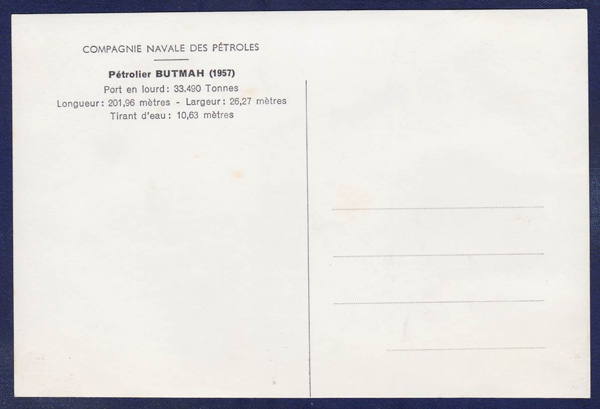 COMPAGNIE NAVALE DES PÉTROLES
Pétrolier BUTMAH (1957)
Port en lourd: 33.490 Tonnes
Longueur: 201,96 mètres - Largeur: 26,27 mètres
Tirant d'eau: 10,63 mètres